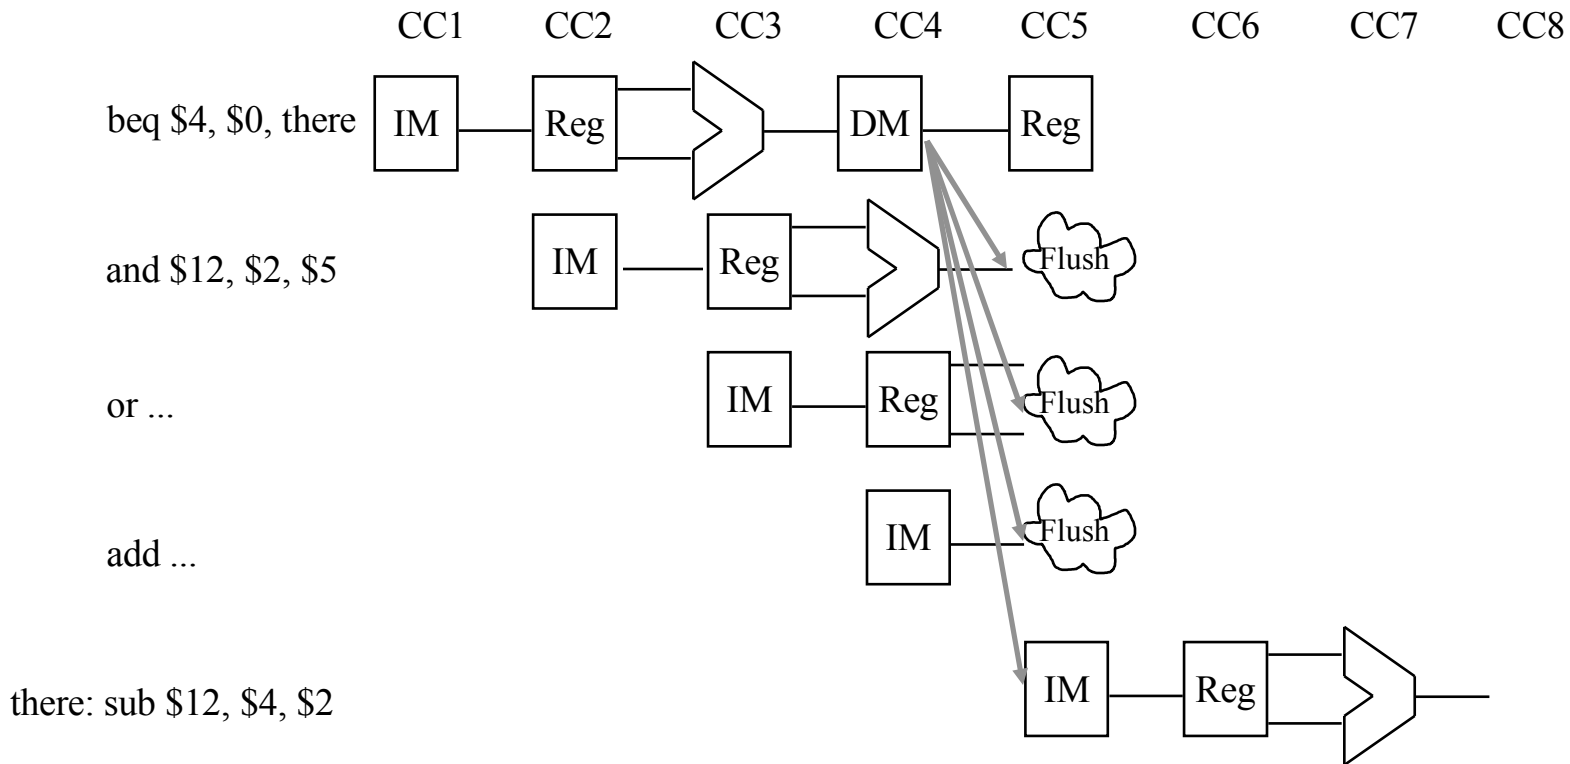 CC1 CC2 CC3 CC4 CC5 CC6 CC7 CC8
beq $4, $0, there IM Reg DM Reg
and $12, $2, $5 IM Reg Flush
or ... IM Reg Flush
add ... IM Flush
there: sub $12, $4, $2 IM Reg